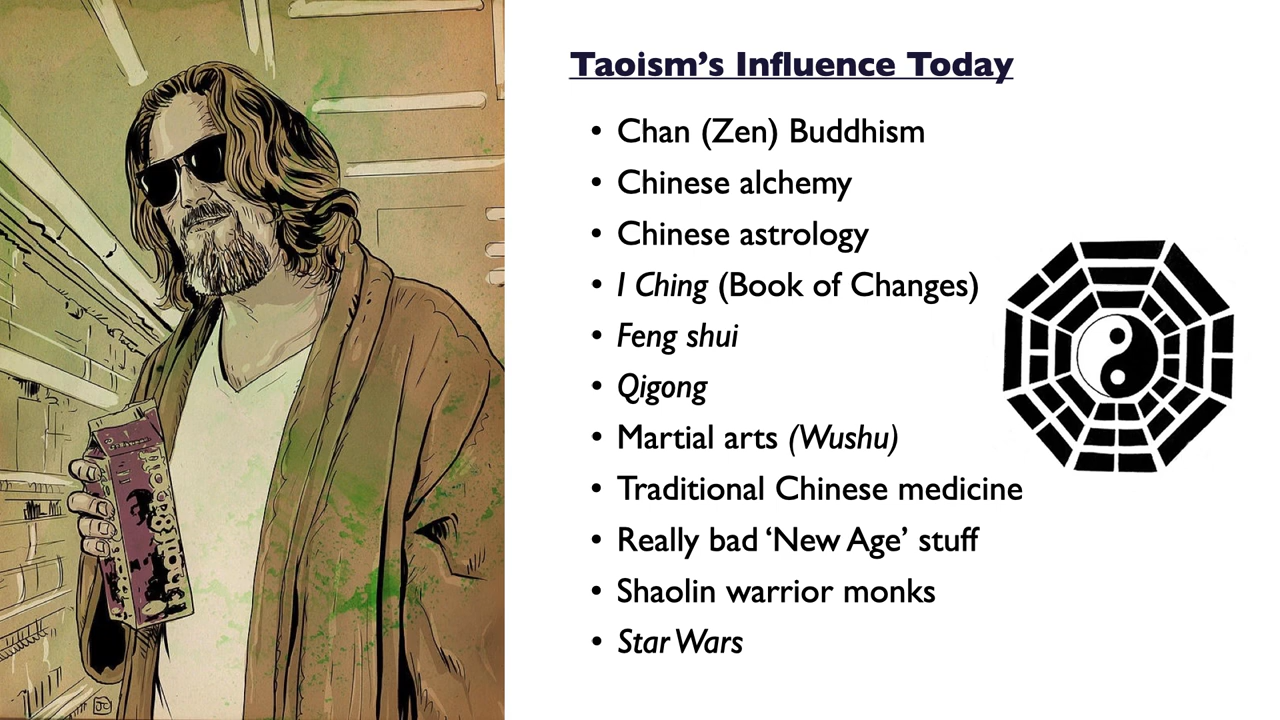 Taoism’s Influence Today
• Chan (Zen) Buddhism
• Chinese alchemy
• Chinese astrology
• I Ching (Book of Changes)
• Feng shui
• Qigong
• Martial arts (Wushu)
• Traditional Chinese medicine
• Really bad ‘New Age’ stuff
• Shaolin warrior monks
• Star Wars